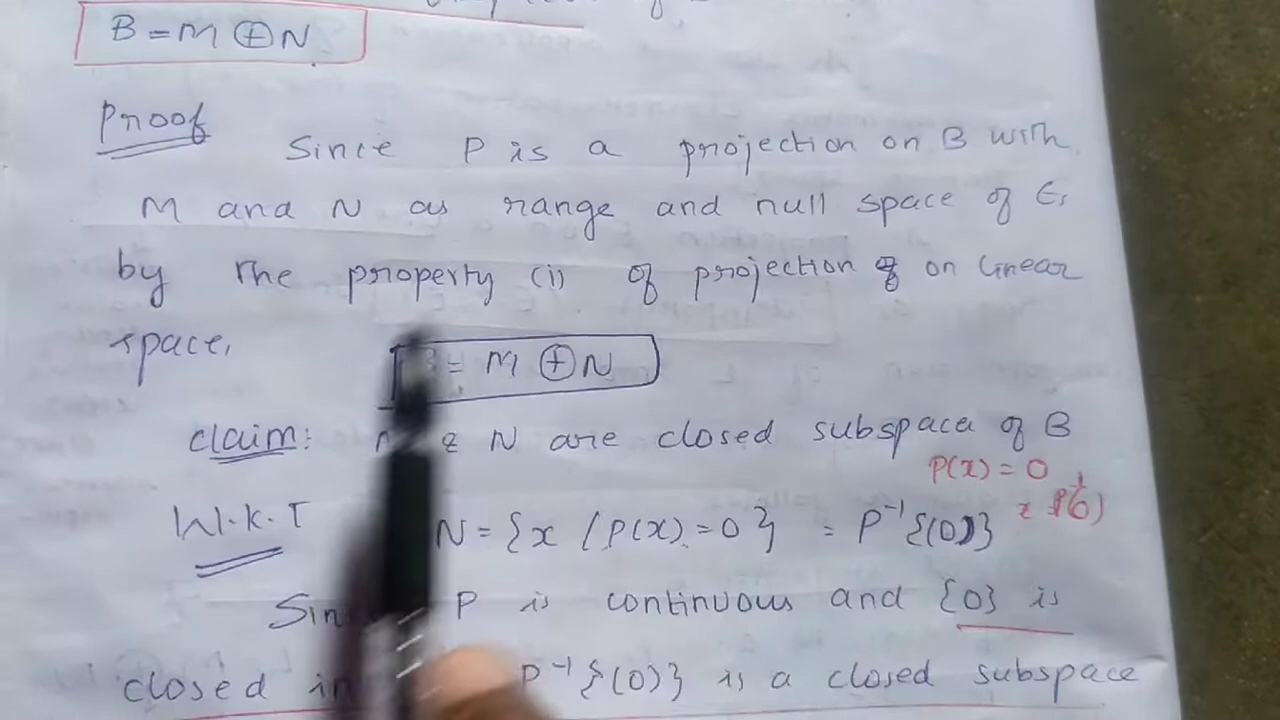 B = M ⊕ N
Proof Since P is a projection on B with
M and N as range and null space of E,
by the property (i) of projection on linear
space,
B = M ⊕ N
claim: N are closed subspace of B
P(x) = 0
W.K.T N = {x / P(x) = 0} = P⁻¹{(0)}
P is continuous and {0} is
closed in P⁻¹{(0)} is a closed subspace